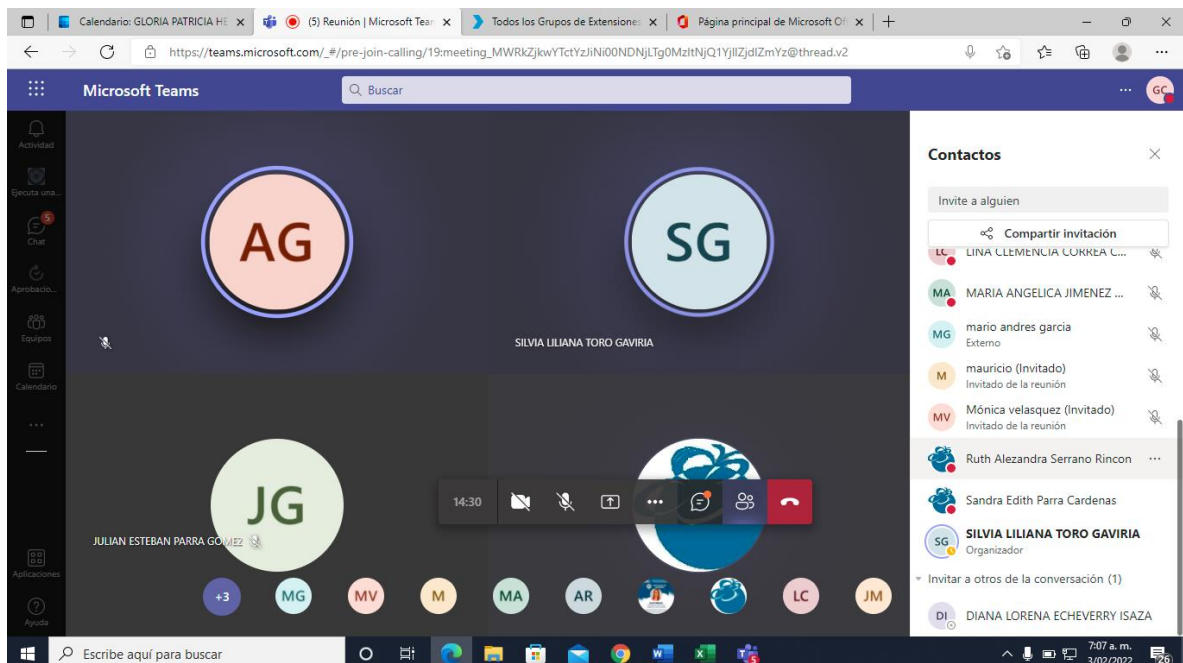 Calendario: GLORIA PATRICIA HE
(5) Reunión | Microsoft Tear
Todos los Grupos de Extensiones
Página principal de Microsoft Of
https://teams.microsoft.com/_#/pre-join-calling/19:meeting_MWRkZjkwYTctYzJiNi00NDNjLTg0MzItNjQ1YjllZjdlZmYz@thread.v2
Microsoft Teams
Buscar
GC
Actividad
Ejecuta una...
5
Chat
Aprobacio...
Equipos
Calendario
Aplicaciones
Ayuda
AG
SG
SILVIA LILIANA TORO GAVIRIA
JG
JULIAN ESTEBAN PARRA GOMEZ
14:30
+3
MG
MV
M
MA
AR
LC
JM
Contactos
Invite a alguien
Compartir invitación
LC LINA CLEMENCIA CORREA C...
MA MARIA ANGELICA JIMENEZ ...
MG mario andres garcia
Externo
M mauricio (Invitado)
Invitado de la reunión
MV Mónica velasquez (Invitado)
Invitado de la reunión
Ruth Alezandra Serrano Rincon
Sandra Edith Parra Cardenas
SG SILVIA LILIANA TORO GAVIRIA
Organizador
Invitar a otros de la conversación (1)
DI DIANA LORENA ECHEVERRY ISAZA
Escribe aquí para buscar
5
7:07 a. m.
3/02/2022
26